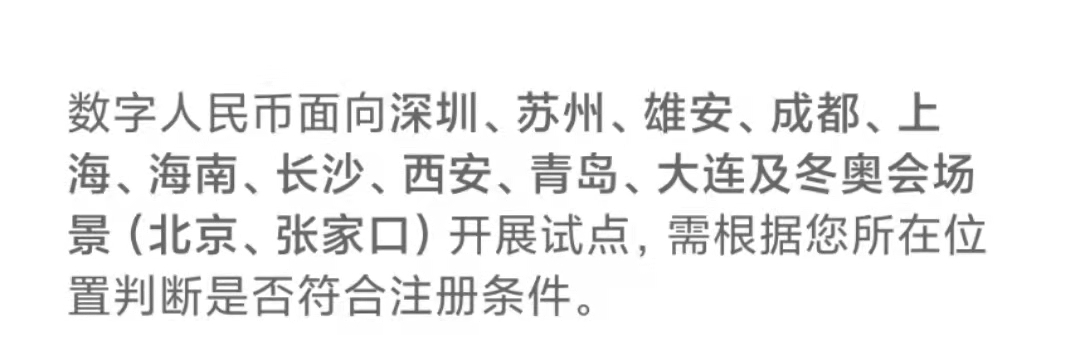 数字人民币面向深圳、苏州、雄安、成都、上
海、海南、长沙、西安、青岛、大连及冬奥会场
景（北京、张家口）开展试点，需根据您所在位
置判断是否符合注册条件。